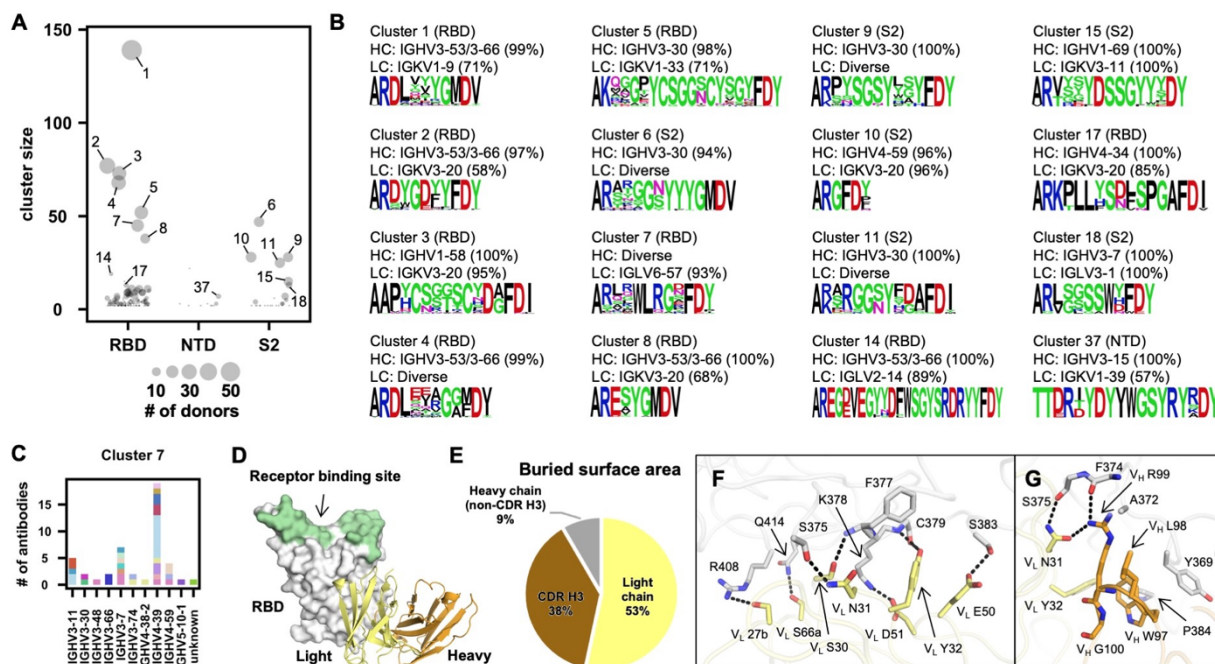 A
150
100
50
0
cluster size
1
2
3
4
5
7
8
14
17
37
6
10
11
9
15
18
RBD
NTD
S2
10
30
50
# of donors
B
Cluster 1 (RBD)
HC: IGHV3-53/3-66 (99%)
LC: IGKV1-9 (71%)
Cluster 5 (RBD)
HC: IGHV3-30 (98%)
LC: IGKV1-33 (71%)
Cluster 9 (S2)
HC: IGHV3-30 (100%)
LC: Diverse
Cluster 15 (S2)
HC: IGHV1-69 (100%)
LC: IGKV3-11 (100%)
Cluster 2 (RBD)
HC: IGHV3-53/3-66 (97%)
LC: IGKV3-20 (58%)
Cluster 6 (S2)
HC: IGHV3-30 (94%)
LC: Diverse
Cluster 10 (S2)
HC: IGHV4-59 (96%)
LC: IGKV3-20 (96%)
Cluster 17 (RBD)
HC: IGHV4-34 (100%)
LC: IGKV3-20 (85%)
Cluster 3 (RBD)
HC: IGHV1-58 (100%)
LC: IGKV3-20 (95%)
Cluster 7 (RBD)
HC: Diverse
LC: IGLV6-57 (93%)
Cluster 11 (S2)
HC: IGHV3-30 (100%)
LC: Diverse
Cluster 18 (S2)
HC: IGHV3-7 (100%)
LC: IGLV3-1 (100%)
Cluster 4 (RBD)
HC: IGHV3-53/3-66 (99%)
LC: Diverse
Cluster 8 (RBD)
HC: IGHV3-53/3-66 (100%)
LC: IGKV3-20 (68%)
ARESYGMDV
Cluster 14 (RBD)
HC: IGHV3-53/3-66 (100%)
LC: IGLV2-14 (89%)
Cluster 37 (NTD)
HC: IGHV3-15 (100%)
LC: IGKV1-39 (57%)
C
Cluster 7
# of antibodies
15
10
5
0
IGHV3-11
IGHV3-30
IGHV3-48
IGHV3-66
IGHV3-7
IGHV3-74
IGHV4-38-2
IGHV4-39
IGHV4-59
IGHV5-10-1
unknown
D
Receptor binding site
RBD
Light
Heavy
E
Buried surface area
Heavy chain
(non-CDR H3)
9%
CDR H3
38%
Light
chain
53%
F
F377
K378
Q414
S375
C379
S383
R408
VL N31
VL E50
VL 27b
VL S66a
VL D51
VL Y32
VL S30
G
F374
VH R99
S375
A372
VH L98
VL N31
Y369
VL Y32
P384
VH W97
VH G100